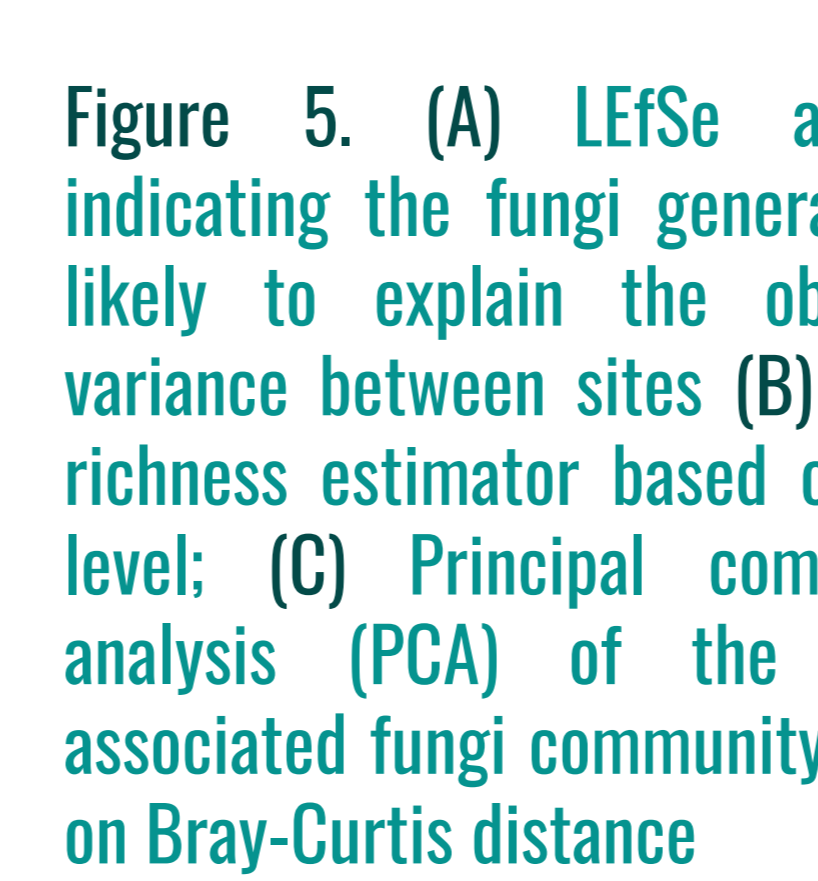 Figure 5. (A) LEfSe
indicating the fungi
likely to explain the
variance between sites (B)
richness estimator based
level; (C) Principal
analysis (PCA) of the
associated fungi community
on Bray-Curtis distance